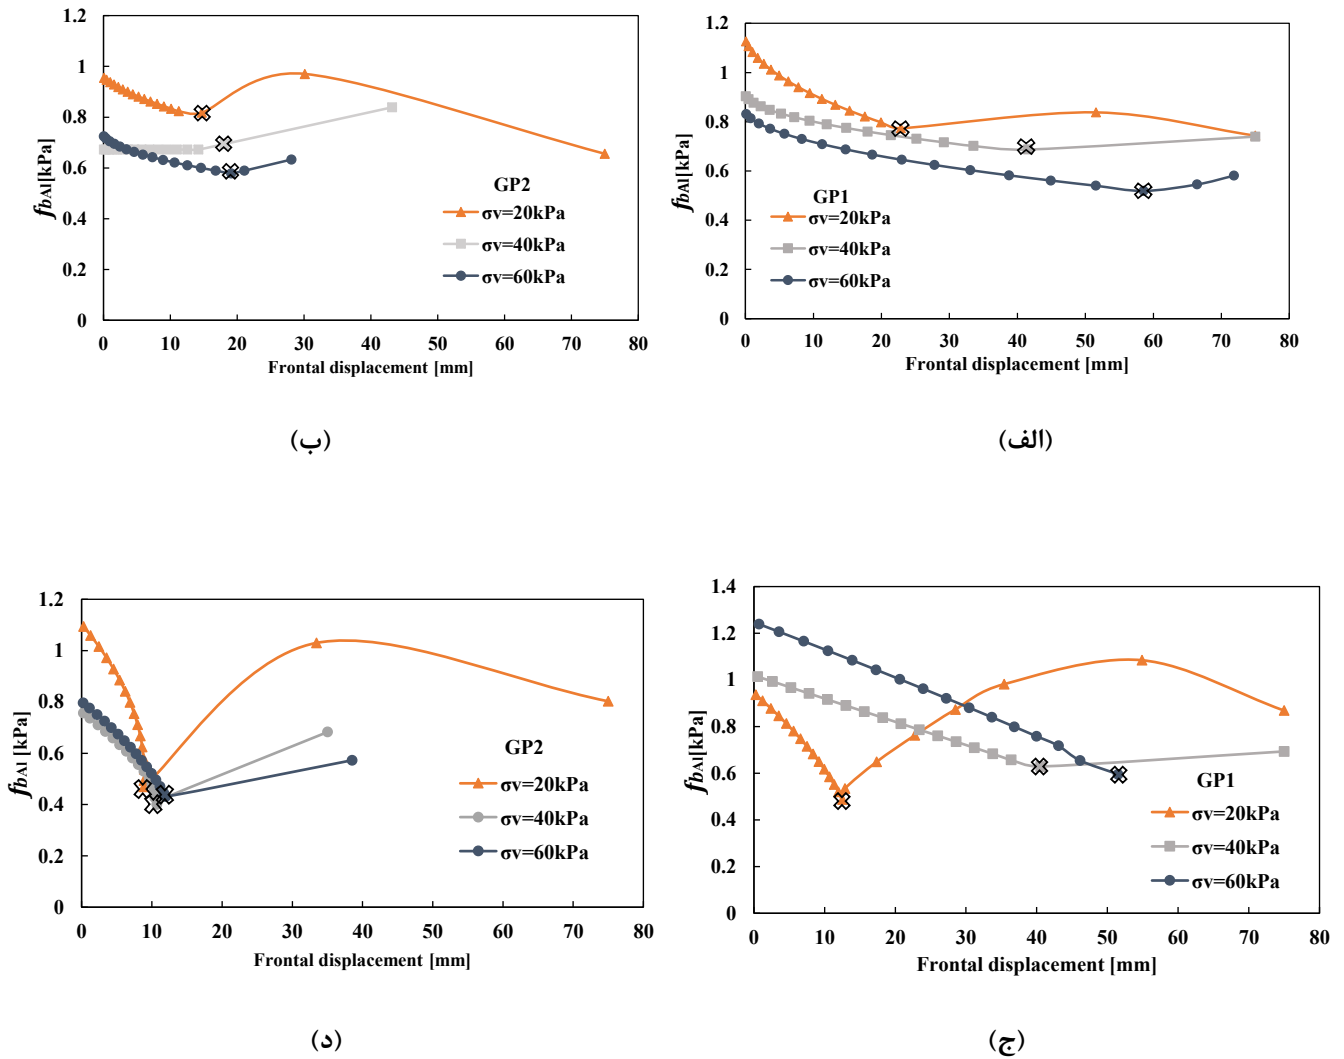 1.2
1
0.8
0.6
0.4
0.2
0
f_bAl[kPa]
GP2
σv=20kPa
σv=40kPa
σv=60kPa
0 10 20 30 40 50 60 70 80
Frontal displacement [mm]
(ب)
1.2
1
0.8
0.6
0.4
0.2
0
f_bAl[kPa]
GP1
σv=20kPa
σv=40kPa
σv=60kPa
0 10 20 30 40 50 60 70 80
Frontal displacement [mm]
(الف)
1.2
1
0.8
0.6
0.4
0.2
0
f_bAl [kPa]
GP2
σv=20kPa
σv=40kPa
σv=60kPa
0 10 20 30 40 50 60 70 80
Frontal displacement [mm]
(د)
1.4
1.2
1
0.8
0.6
0.4
0.2
0
f_bAl[kPa]
GP1
σv=20kPa
σv=40kPa
σv=60kPa
0 10 20 30 40 50 60 70 80
Frontal displacement [mm]
(ج)